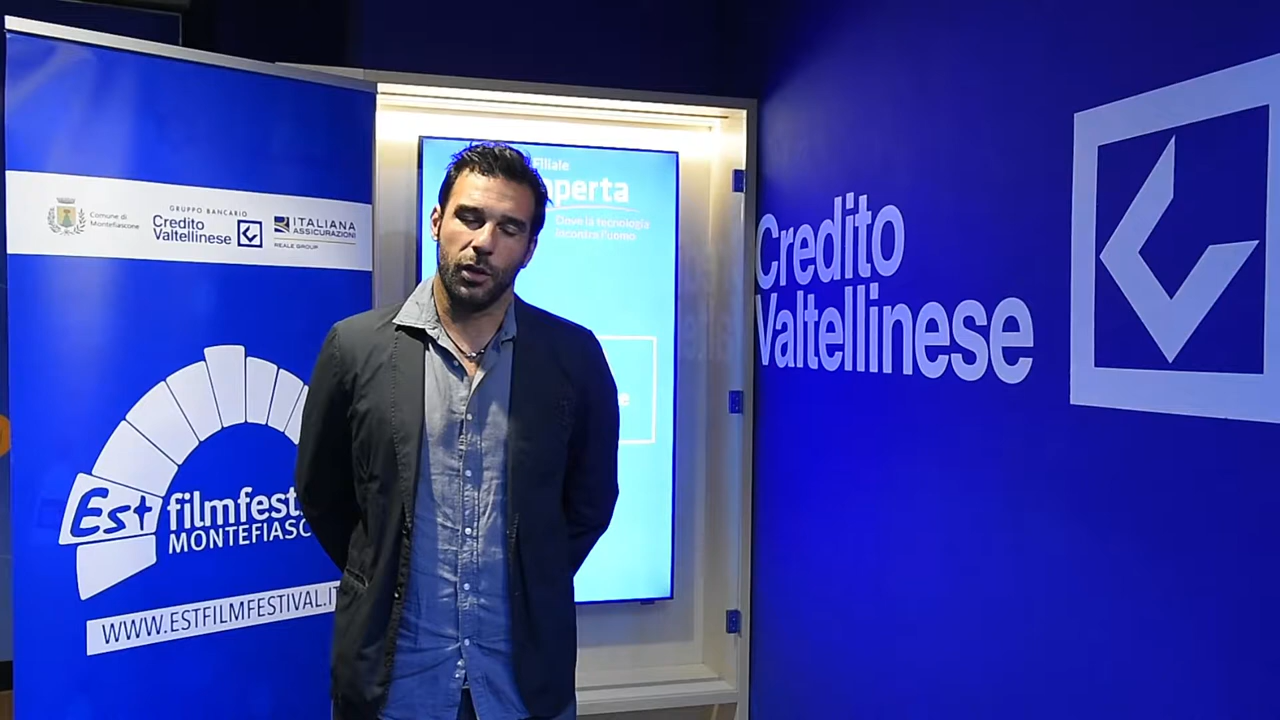 Comune di
Montefiascone
GRUPPO BANCARIO
Credito
Valtellinese
ITALIANA
ASSICURAZIONI
REALE GROUP
Est
filmfest
MONTEFIASC
WWW.ESTFILMFESTIVAL.IT
Filiale
aperta
Dove la tecnologia
incontra l'uomo
Credito
Valtellinese